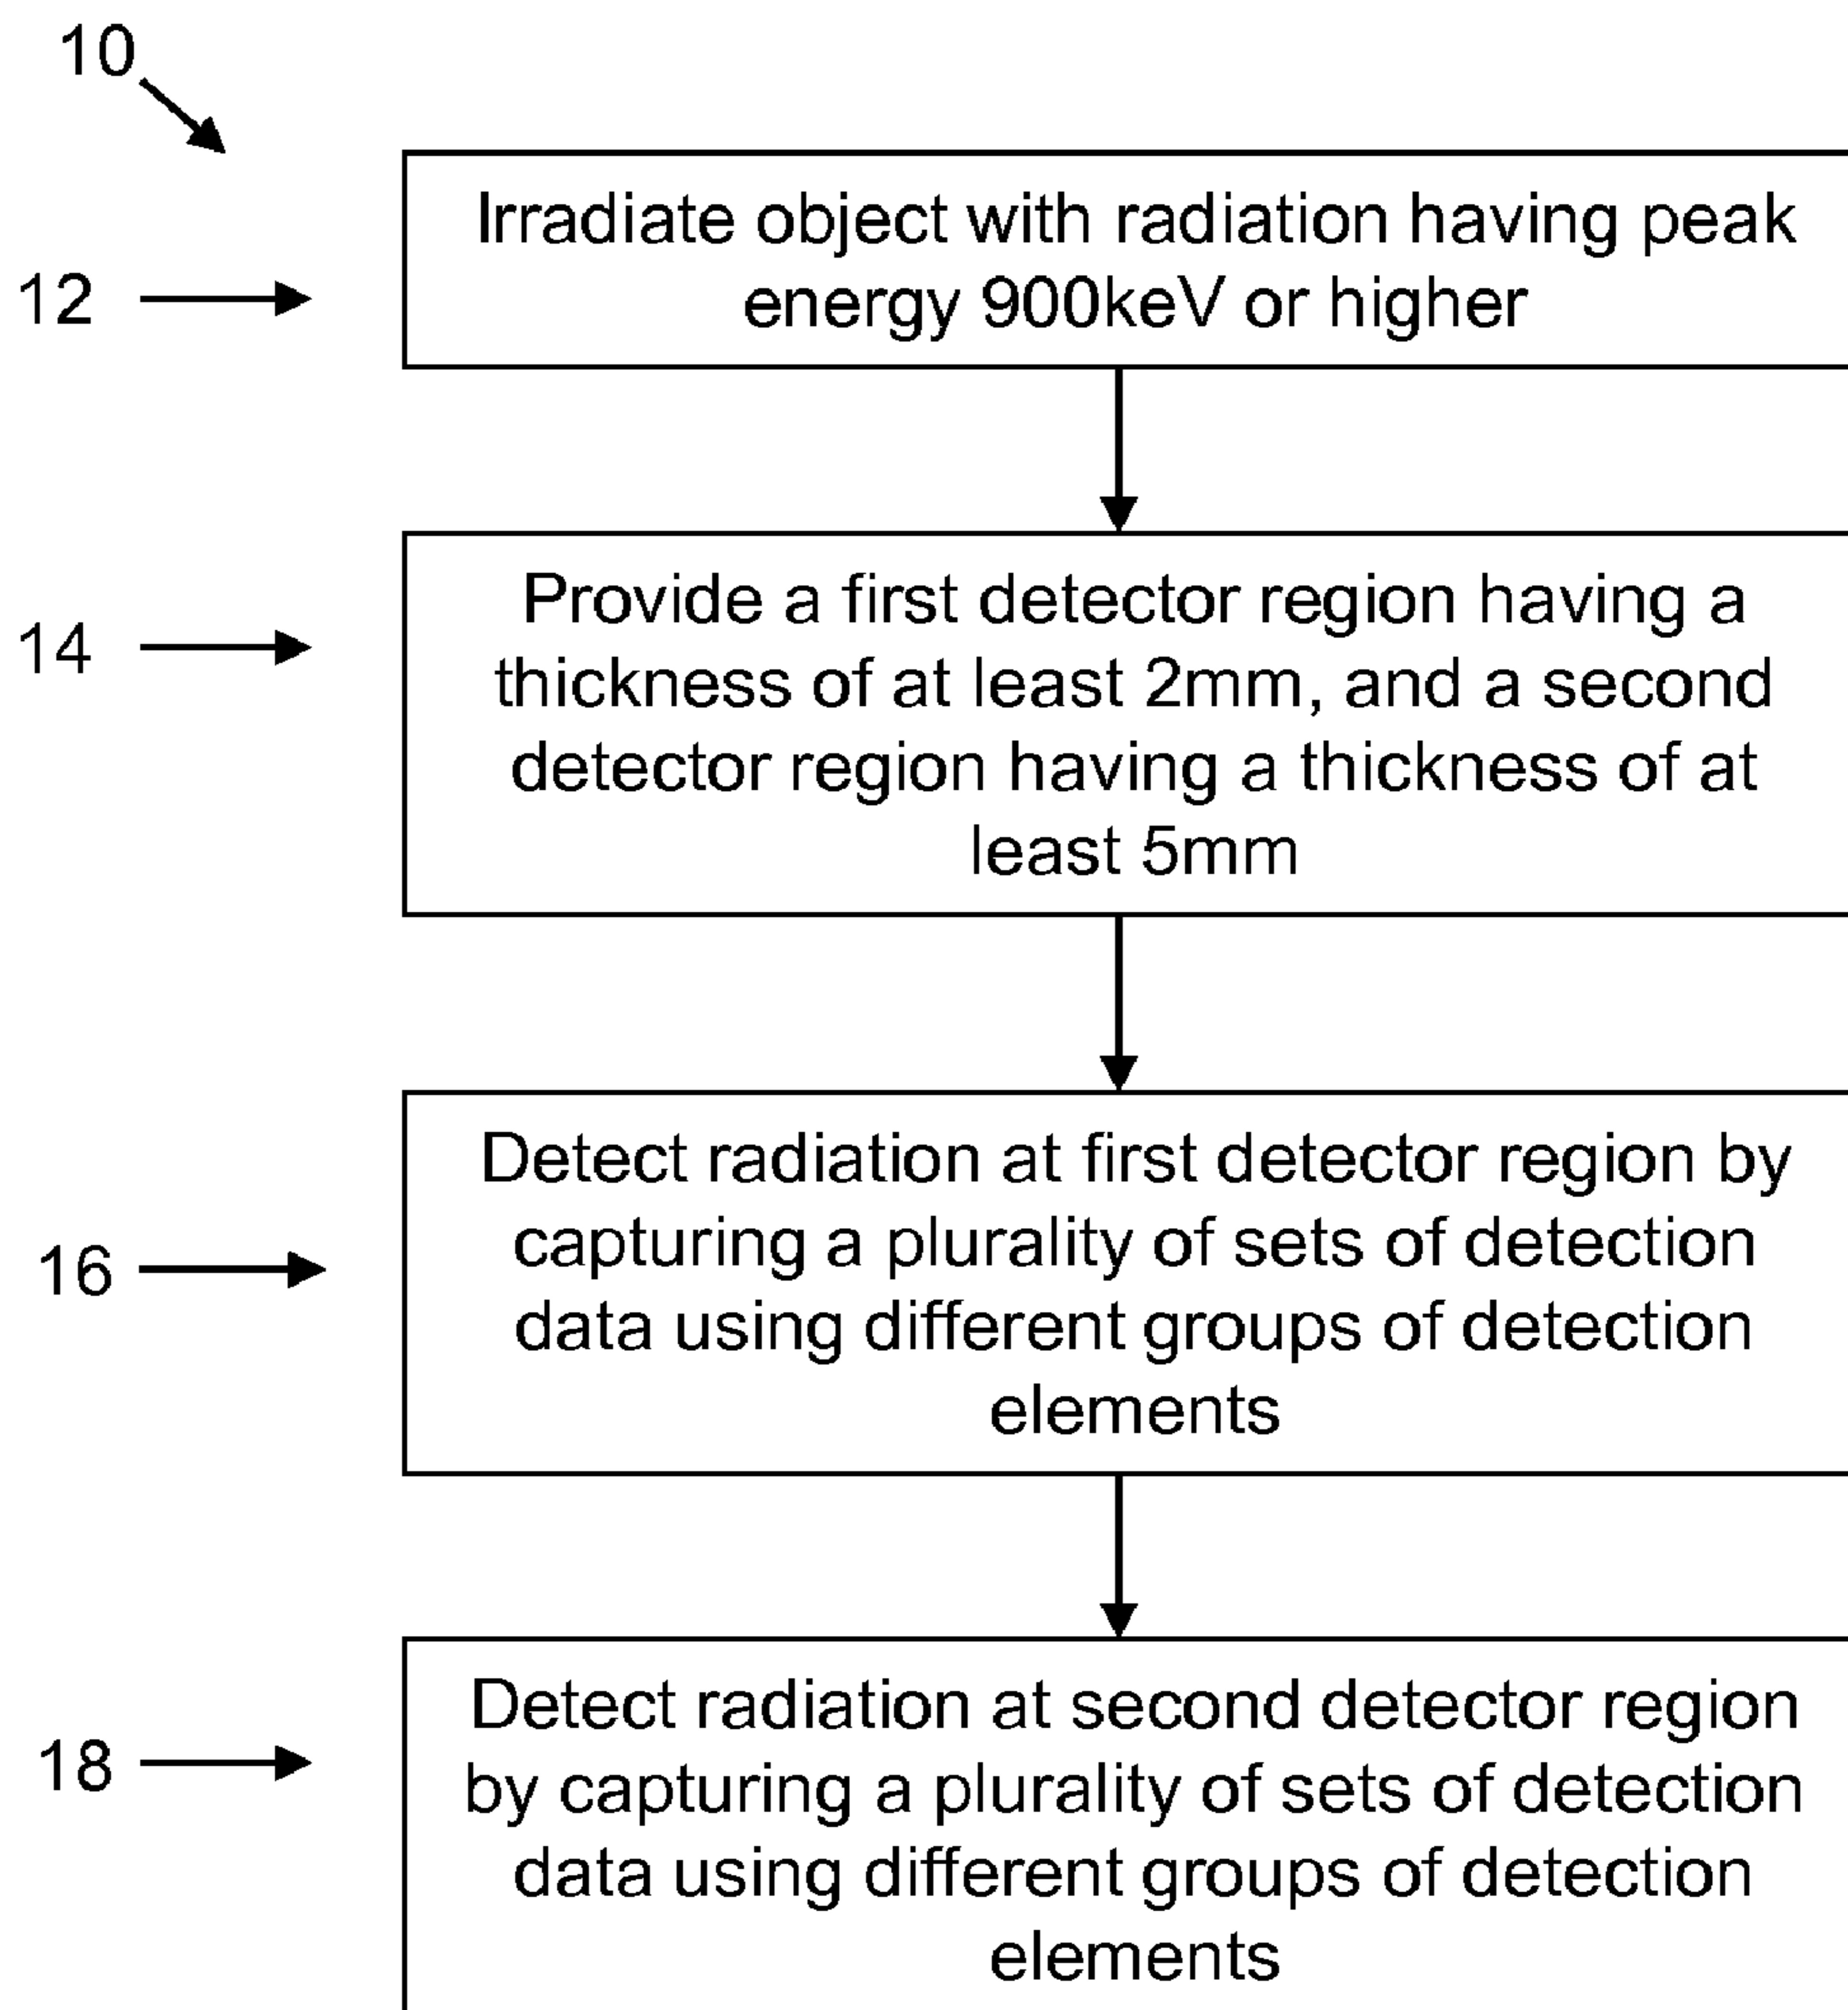 10
12
Irradiate object with radiation having peak
energy 900keV or higher
14
Provide a first detector region having a
thickness of at least 2mm, and a second
detector region having a thickness of at
least 5mm
16
Detect radiation at first detector region by
capturing a plurality of sets of detection
data using different groups of detection
elements
18
Detect radiation at second detector region
by capturing a plurality of sets of detection
data using different groups of detection
elements